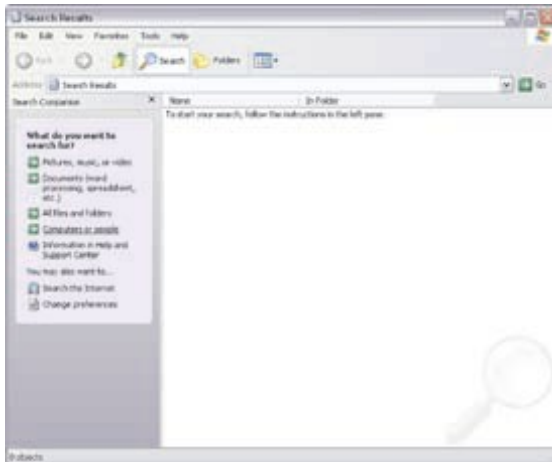 Search Results
File Edit View Favorites Tools Help
Back Search Folders
Address Search Results Go
Search Companion
Name In Folder
To start your search, follow the instructions in the left pane.
What do you want to
search for?
Pictures, music, or video
Documents (word
processing, spreadsheet,
etc.)
All files and folders
Computers or people
Information in Help and
Support Center
You may also want to...
Search the Internet
Change preferences
0 objects